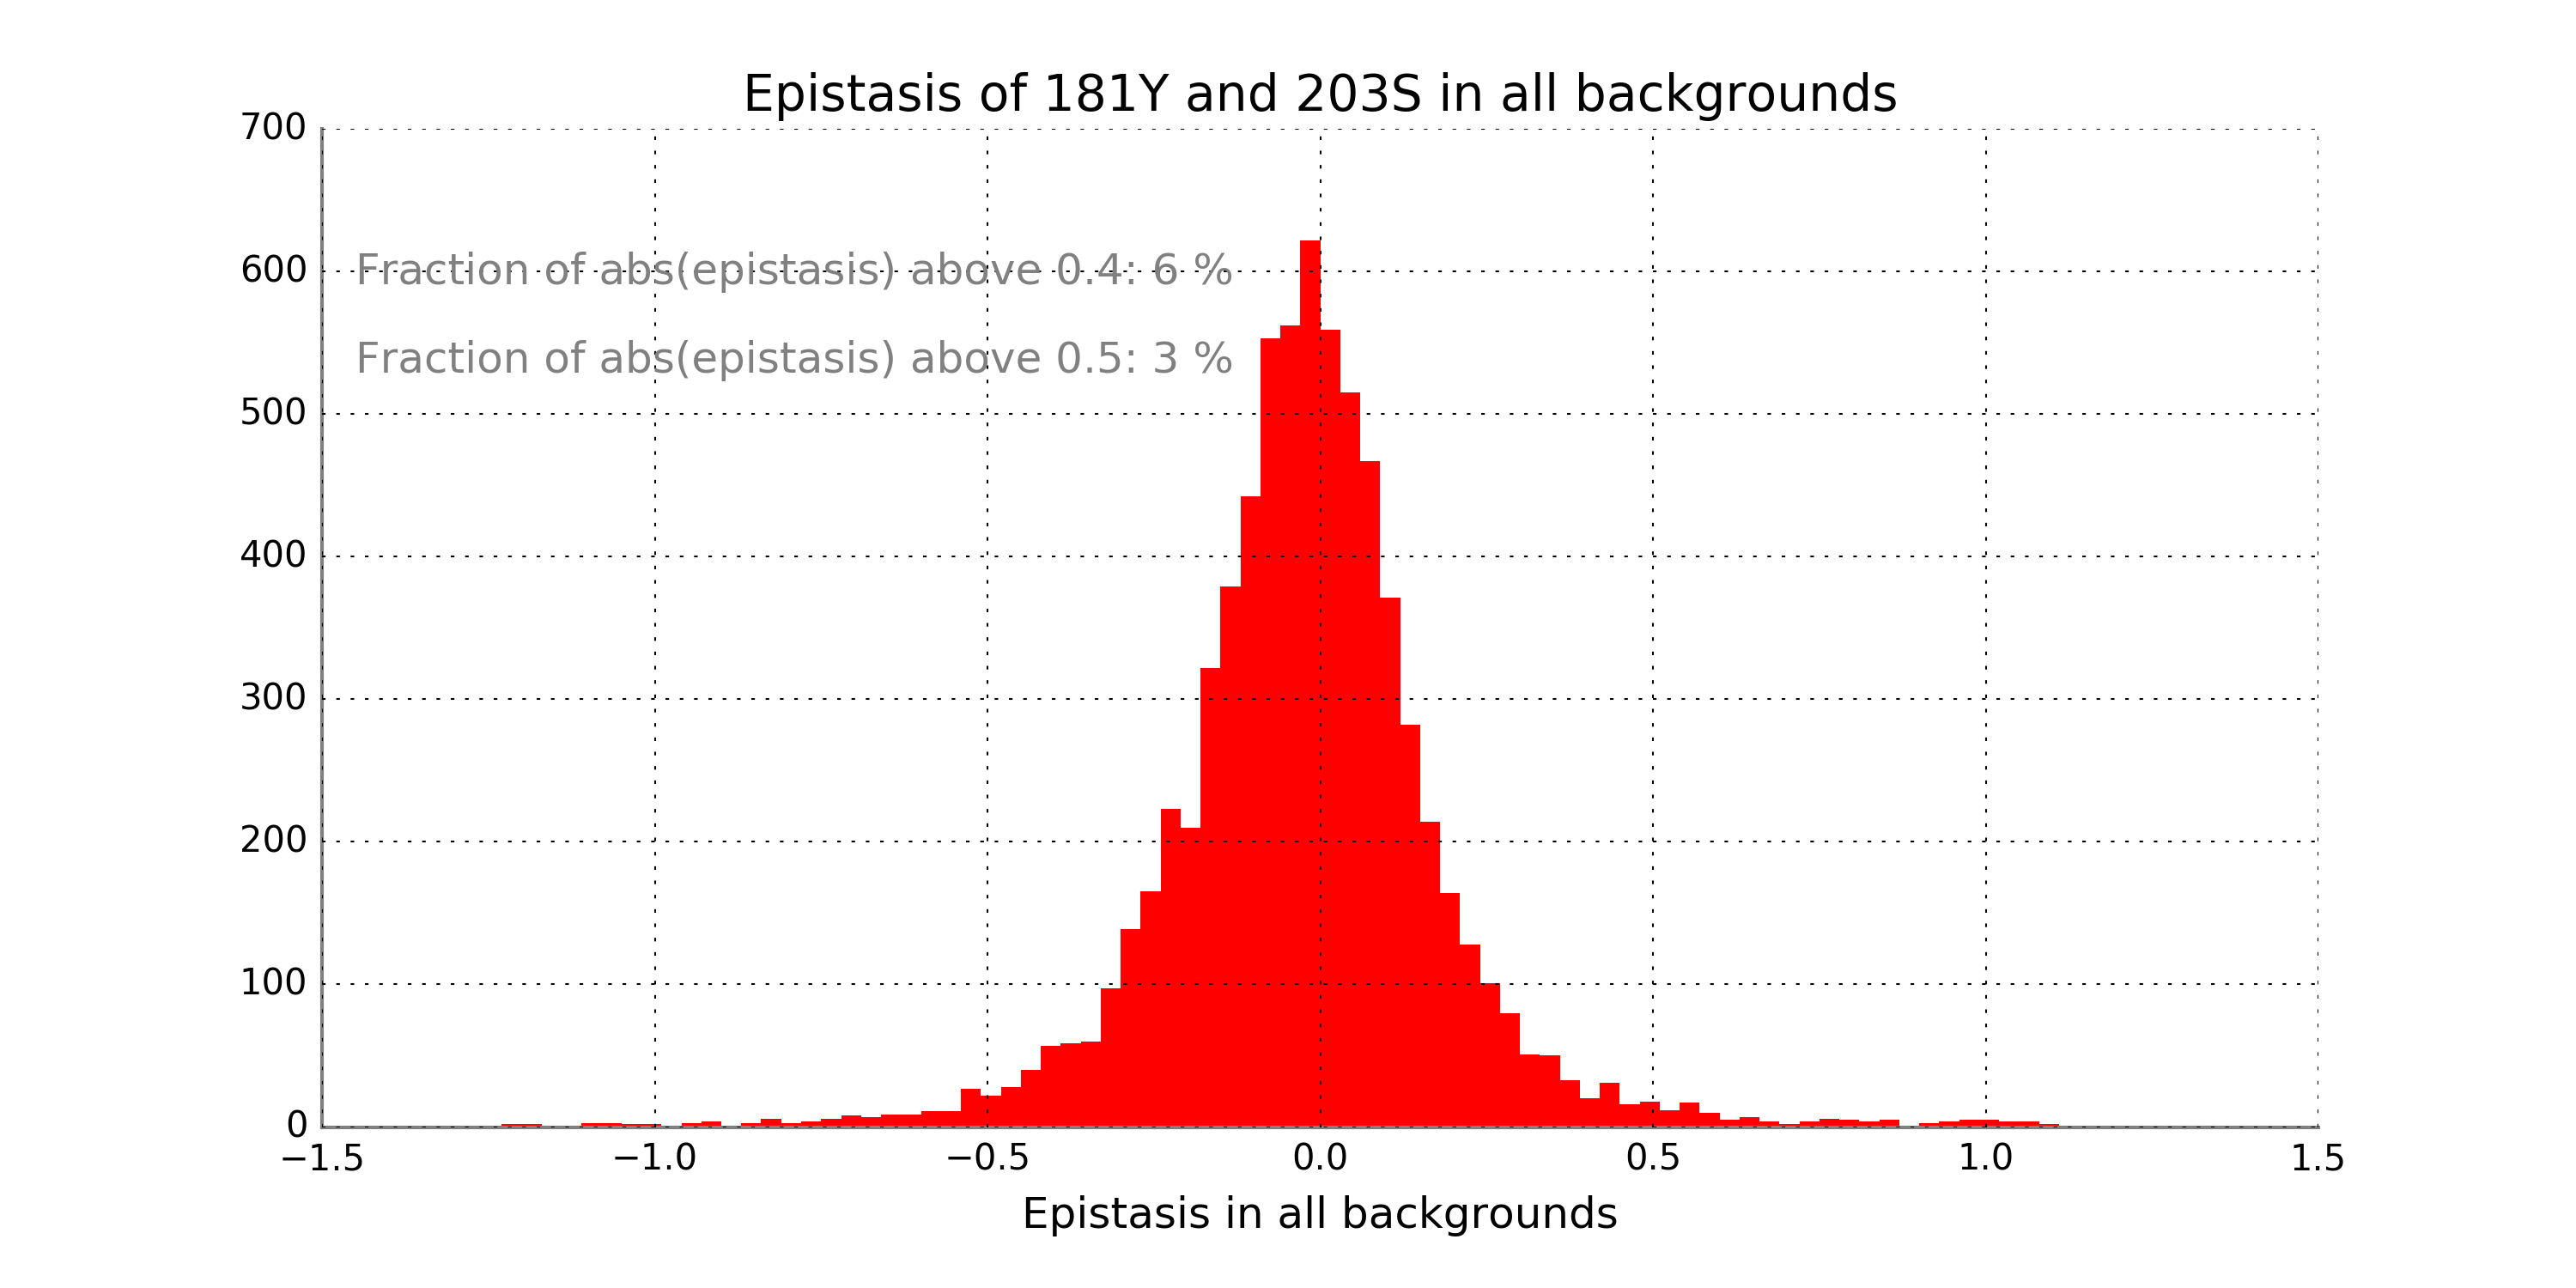 Epistasis of 181Y and 203S in all backgrounds
700
600
500
400
300
200
100
0
Fraction of abs(epistasis) above 0.4: 6 %
Fraction of abs(epistasis) above 0.5: 3 %
−1.5 −1.0 −0.5 0.0 0.5 1.0 1.5
Epistasis in all backgrounds